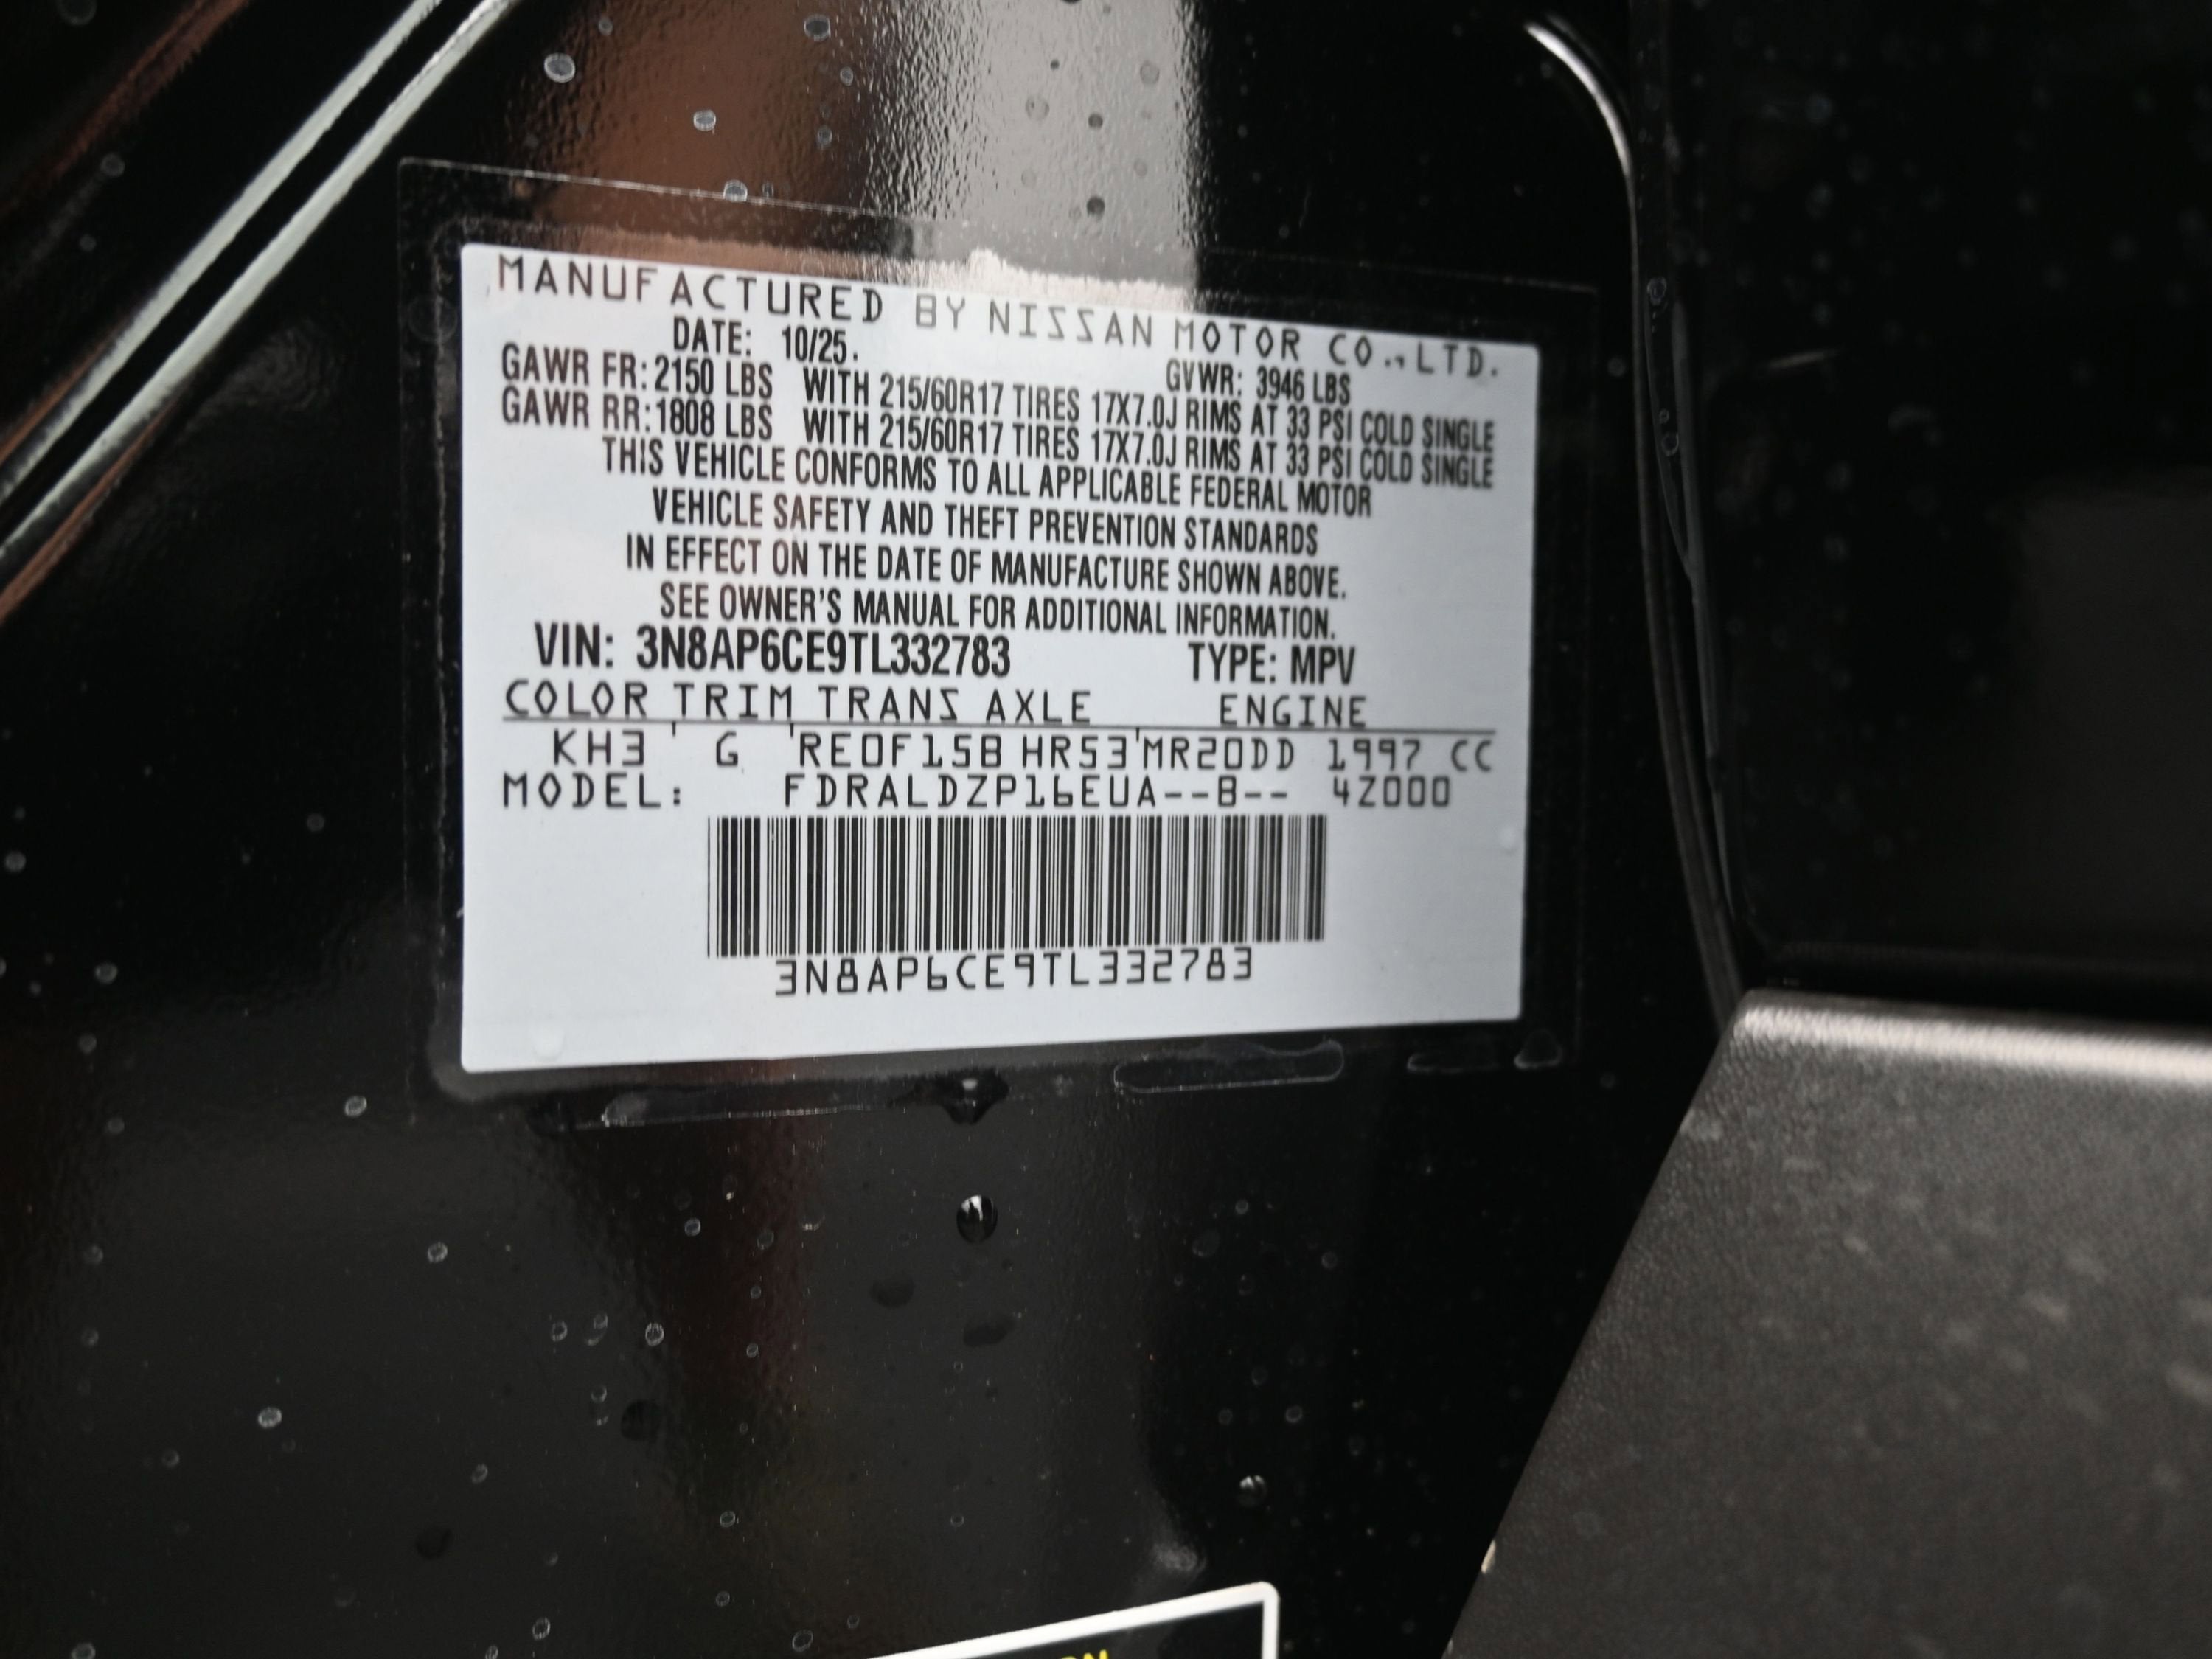 MANUFACTURED BY NISSAN MOTOR CO.,LTD.
DATE: 10/25. GVWR: 3946 LBS
GAWR FR: 2150 LBS WITH 215/60R17 TIRES 17X7.0J RIMS AT 33 PSI COLD SINGLE
GAWR RR: 1808 LBS WITH 215/60R17 TIRES 17X7.0J RIMS AT 33 PSI COLD SINGLE
THIS VEHICLE CONFORMS TO ALL APPLICABLE FEDERAL MOTOR
VEHICLE SAFETY AND THEFT PREVENTION STANDARDS
IN EFFECT ON THE DATE OF MANUFACTURE SHOWN ABOVE.
SEE OWNER'S MANUAL FOR ADDITIONAL INFORMATION.
VIN: 3N8AP6CE9TL332783 TYPE: MPV
COLOR TRIM TRANS AXLE ENGINE
KH3 G RE0F15B HR53 MR20DD 1997 CC
MODEL: FDRALDZP16EUA--B-- 4Z000
3N8AP6CE9TL332783